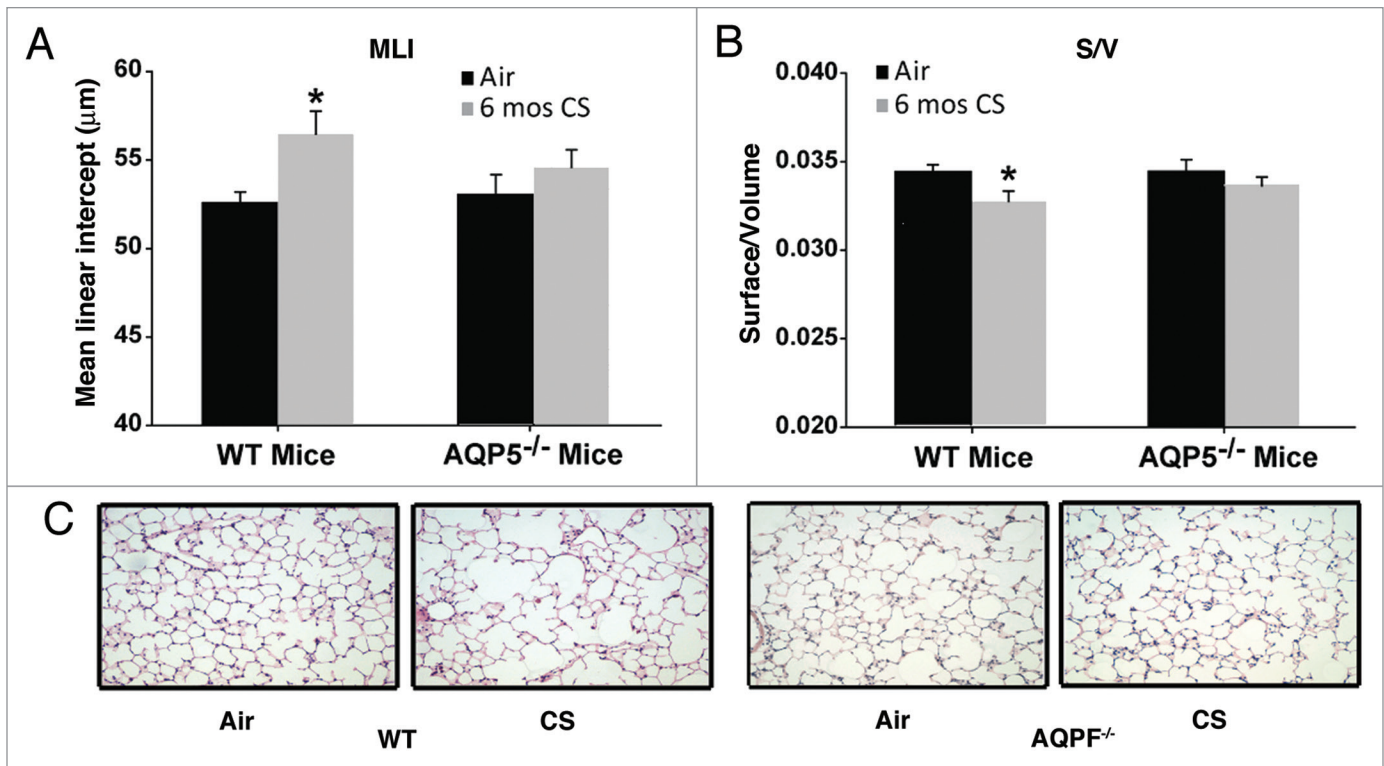 A
MLI
Mean linear intercept (μm)
60
55
50
45
40
Air
6 mos CS
*
WT Mice
AQP5-/- Mice
B
S/V
Surface/Volume
0.040
0.035
0.030
0.025
0.020
Air
6 mos CS
*
WT Mice
AQP5-/- Mice
C
Air
CS
WT
Air
CS
AQPF-/-